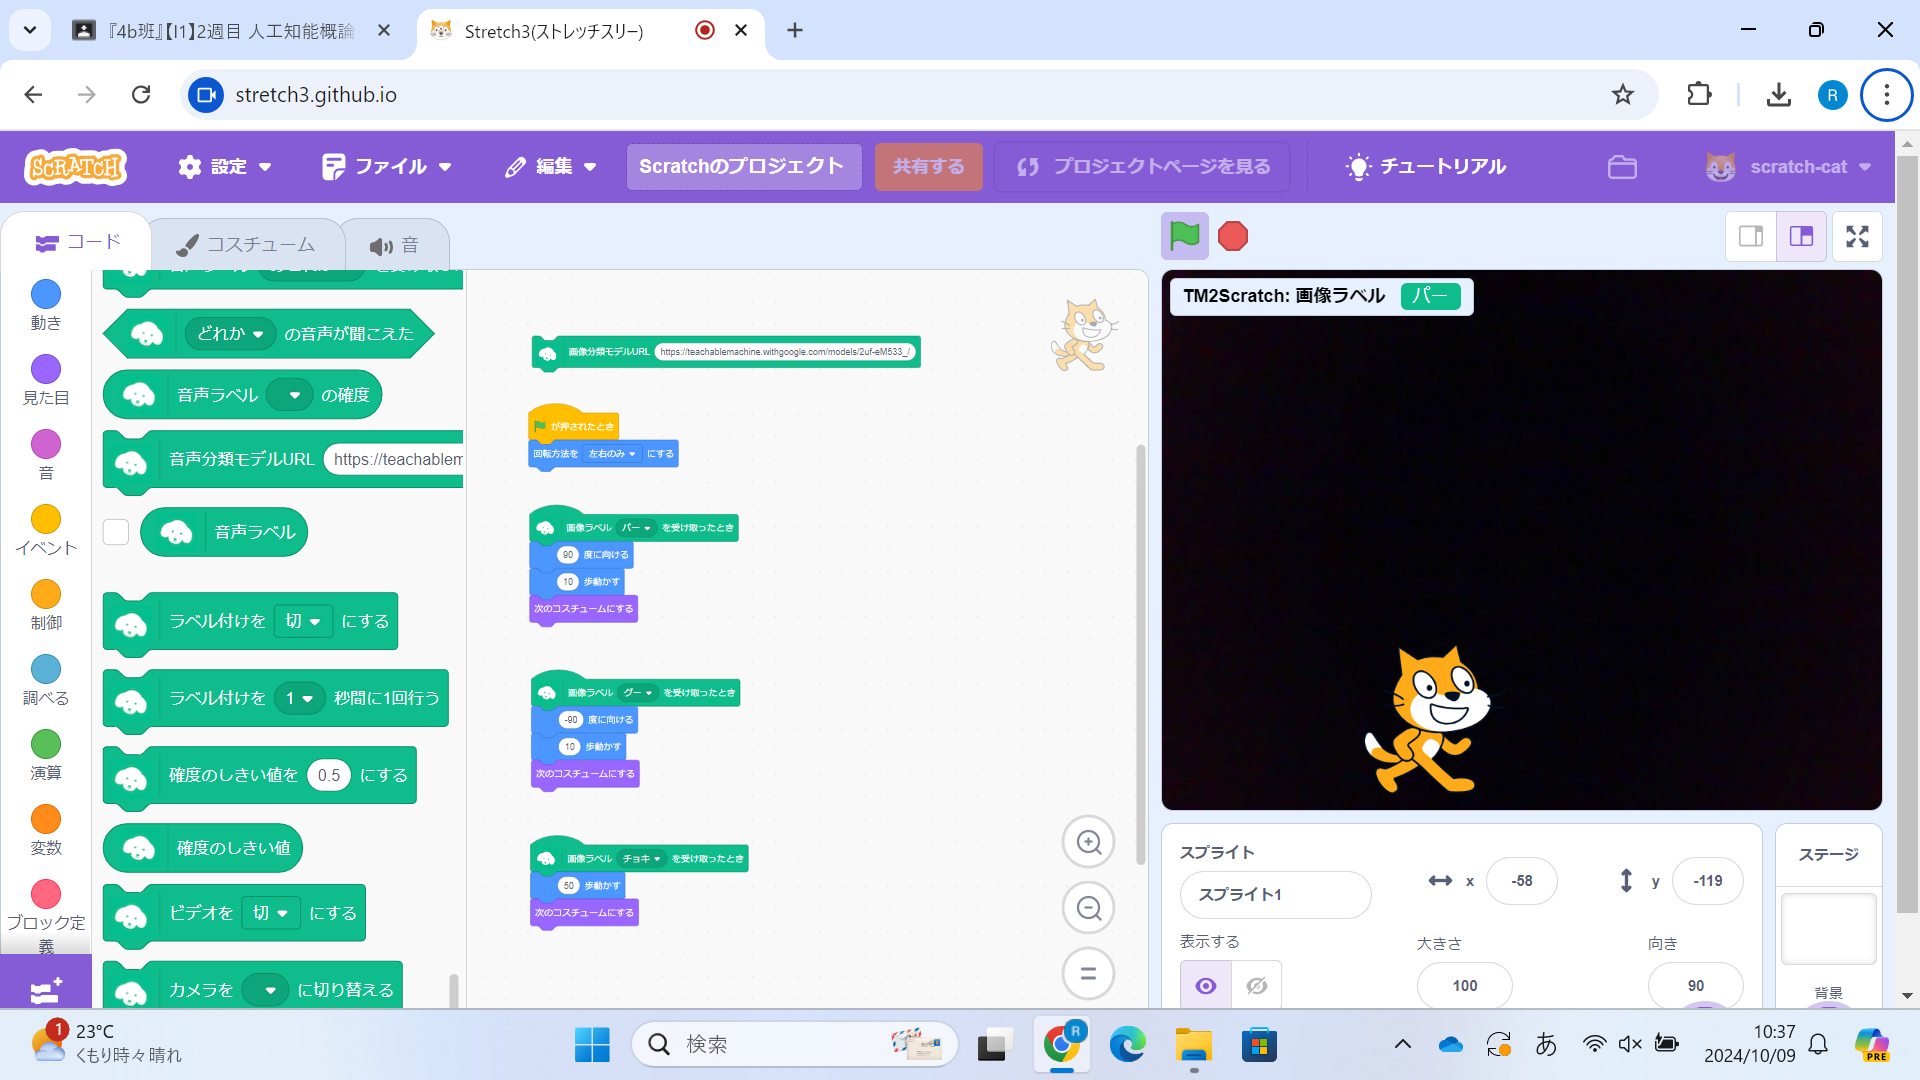 『4b班』【I1】2週目 人工知能概論
Stretch3(ストレッチスリー)
stretch3.github.io
R
SCRATCH
設定
ファイル
編集
Scratchのプロジェクト
共有する
プロジェクトページを見る
チュートリアル
scratch-cat
コード
コスチューム
音
動き
見た目
音
イベント
制御
調べる
演算
変数
ブロック定義
どれか の音声が聞こえた
音声ラベル の確度
音声分類モデルURL https://teachablem
音声ラベル
ラベル付けを 切 にする
ラベル付けを 1 秒間に1回行う
確度のしきい値を 0.5 にする
確度のしきい値
ビデオを 切 にする
カメラを に切り替える
画像分類モデルURL https://teachablemachine.withgoogle.com/models/2uf-eM533_/
が押されたとき
回転方法を 左右のみ にする
画像ラベル パー を受け取ったとき
90 度に向ける
10 歩動かす
次のコスチュームにする
画像ラベル グー を受け取ったとき
-90 度に向ける
10 歩動かす
次のコスチュームにする
画像ラベル チョキ を受け取ったとき
50 歩動かす
次のコスチュームにする
TM2Scratch: 画像ラベル パー
スプライト
スプライト1
x -58
y -119
表示する
大きさ
100
向き
90
ステージ
背景
1
23°C
くもり時々晴れ
検索
R
あ
10:37
2024/10/09
PRE